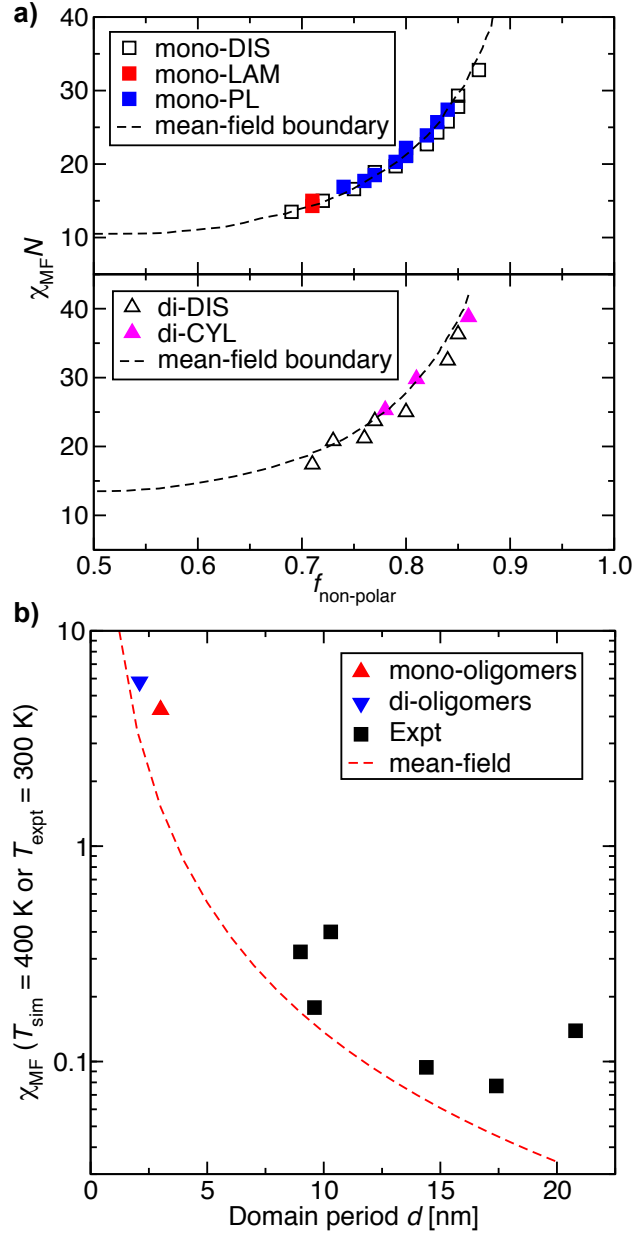 a)
40
30
20
10
mono-DIS
mono-LAM
mono-PL
mean-field boundary
χMFN
40
30
20
10
di-DIS
di-CYL
mean-field boundary
0.5 0.6 0.7 0.8 0.9 1.0
fnon-polar
b)
10
1
0.1
χMF (Tsim = 400 K or Texpt = 300 K)
mono-oligomers
di-oligomers
Expt
mean-field
0 5 10 15 20
Domain period d [nm]